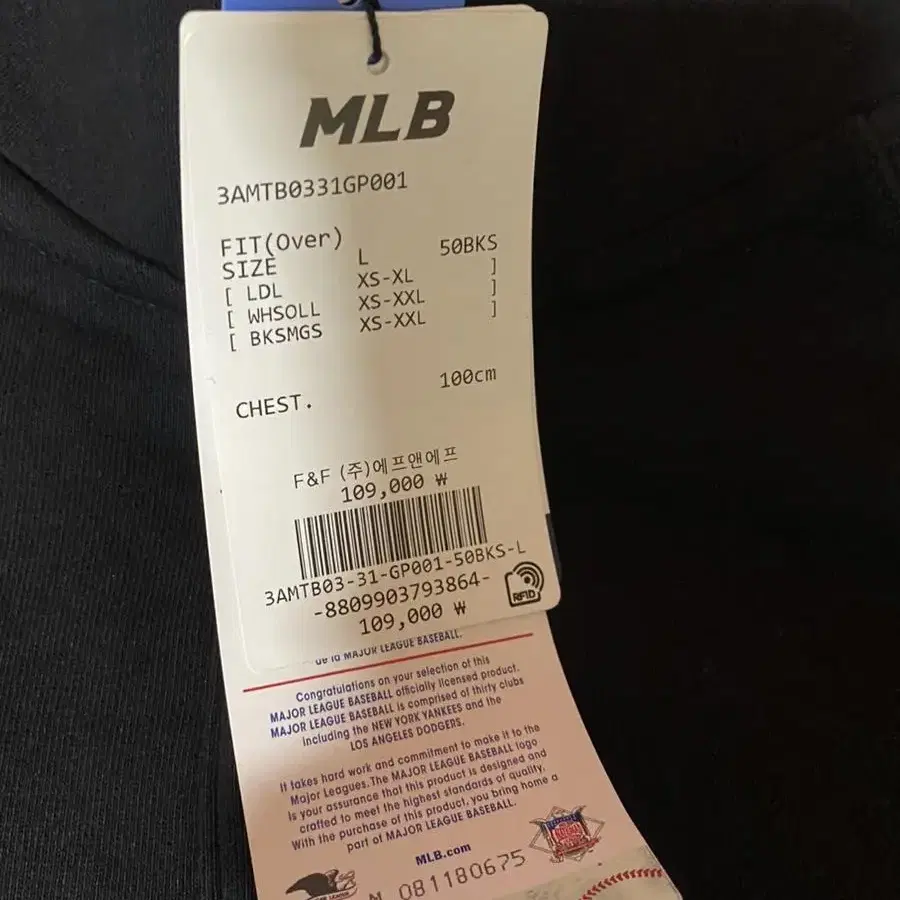 MLB
3AMTB0331GP001
FIT(Over)
SIZE L 50BKS
[ LDL XS-XL ]
[ WHSOLL XS-XXL ]
[ BKSMGS XS-XXL ]
CHEST. 100cm
F&F (주)에프앤에프
109,000 ₩
3AMTB03-31-GP001-50BKS-L
-8809903793864-
109,000 ₩
RFID
MAJOR LEAGUE BASEBALL.
Congratulations on your selection of this
MAJOR LEAGUE BASEBALL officially licensed product.
MAJOR LEAGUE BASEBALL is comprised of thirty clubs
including the NEW YORK YANKEES and the
LOS ANGELES DODGERS.
It takes hard work and commitment to make it to the
Major Leagues. The MAJOR LEAGUE BASEBALL logo
is your assurance that this product is designed and
crafted to meet the highest standards of quality.
With the purchase of this product, you bring home a
part of MAJOR LEAGUE BASEBALL.
MLB.com
081180675